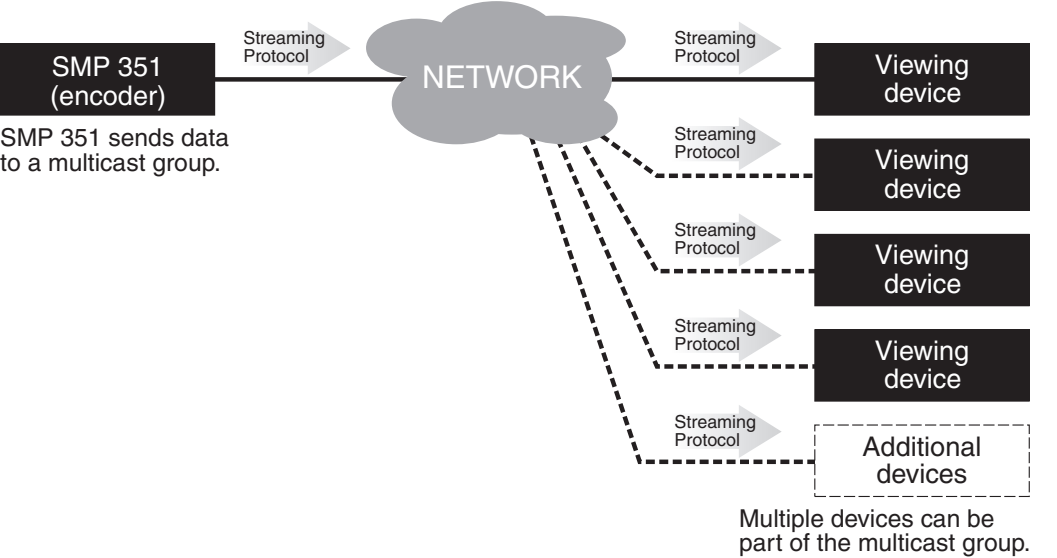 Streaming
Protocol
SMP 351
(encoder)
NETWORK
Streaming
Protocol
Viewing
device
SMP 351 sends data
to a multicast group.
Streaming
Protocol
Viewing
device
Streaming
Protocol
Viewing
device
Streaming
Protocol
Viewing
device
Streaming
Protocol
Additional
devices
Multiple devices can be
part of the multicast group.